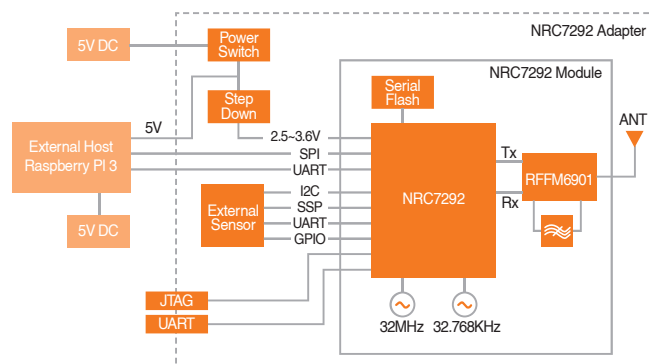 NRC7292 Adapter
5V DC
Power
Switch
NRC7292 Module
Serial
Flash
Step
Down
ANT
5V
2.5~3.6V
External Host
Raspberry PI 3
SPI
UART
Tx
RFFM6901
Rx
NRC7292
External
Sensor
I2C
SSP
UART
GPIO
5V DC
JTAG
UART
32MHz
32.768KHz